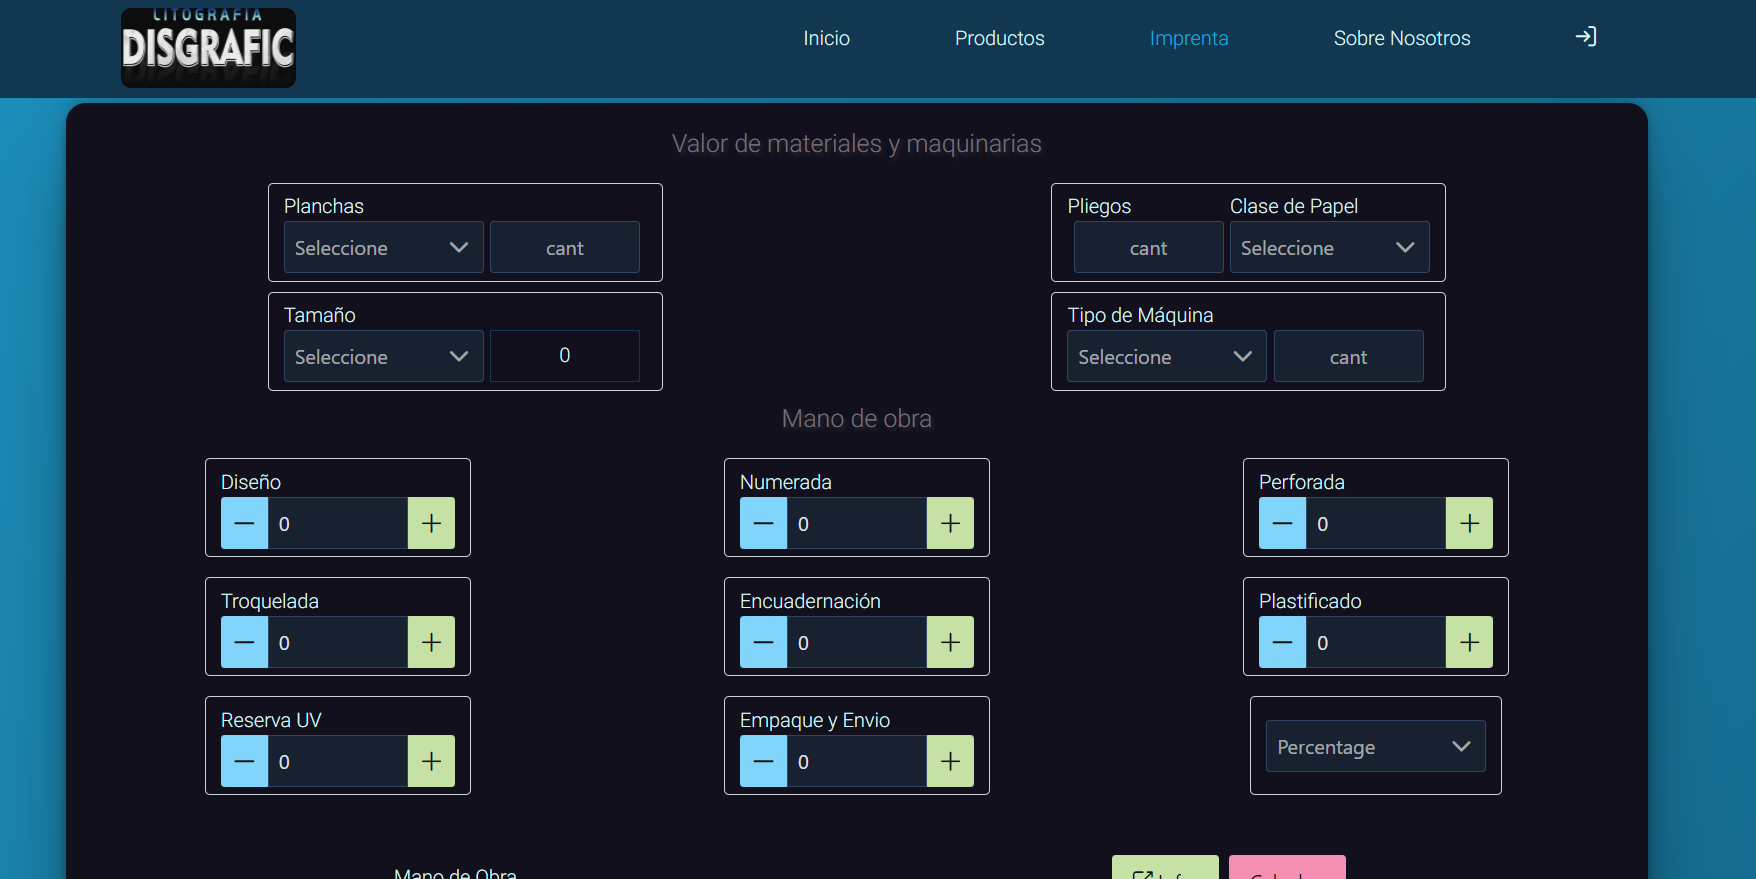 LITOGRAFIA
DISGRAFIC
Inicio
Productos
Imprenta
Sobre Nosotros
Valor de materiales y maquinarias
Planchas
Seleccione
cant
Pliegos
Clase de Papel
cant
Seleccione
Tamaño
Seleccione
0
Tipo de Máquina
Seleccione
cant
Mano de obra
Diseño
0
Numerada
0
Perforada
0
Troquelada
0
Encuadernación
0
Plastificado
0
Reserva UV
0
Empaque y Envio
0
Percentage
Mano de Obra